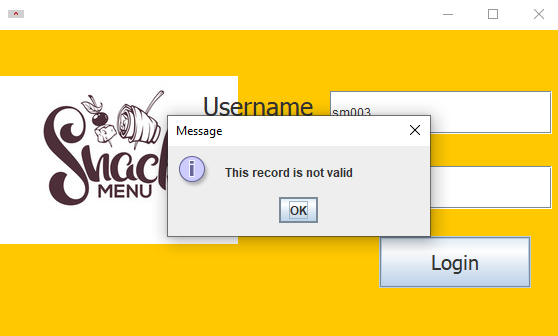 Username
sm003
Message
Snack
MENU
This record is not valid
OK
Login